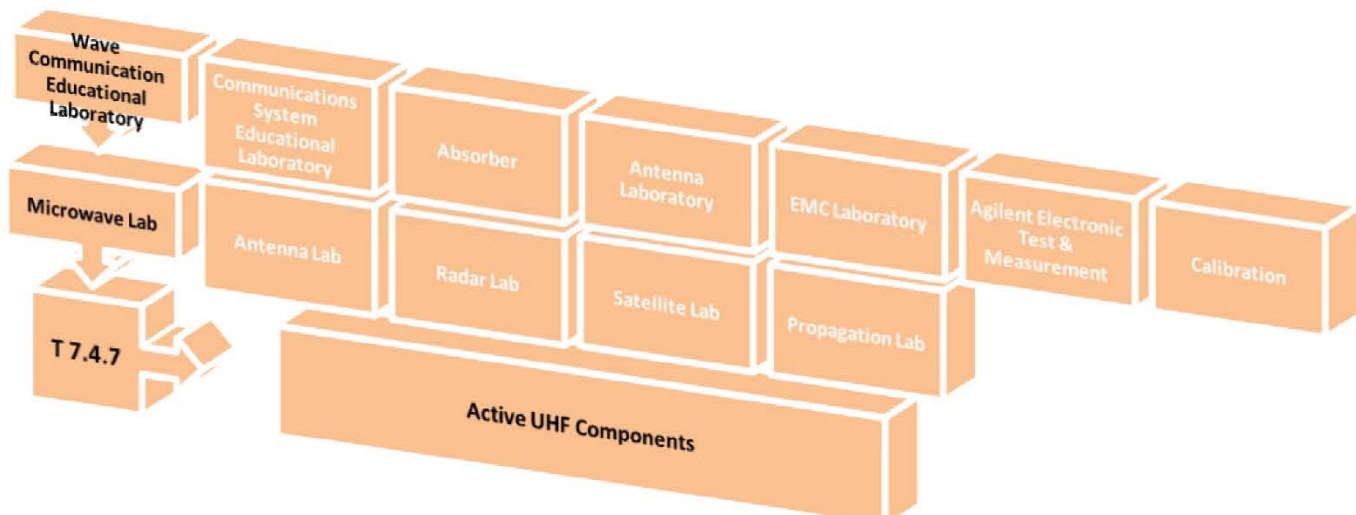 Wave
Communication
Educational
Laboratory
Communications
System
Educational
Laboratory
Absorber
Antenna
Laboratory
EMC Laboratory
Agilent Electronic
Test &
Measurement
Calibration
Microwave Lab
Antenna Lab
Radar Lab
Satellite Lab
Propagation Lab
T 7.4.7
Active UHF Components